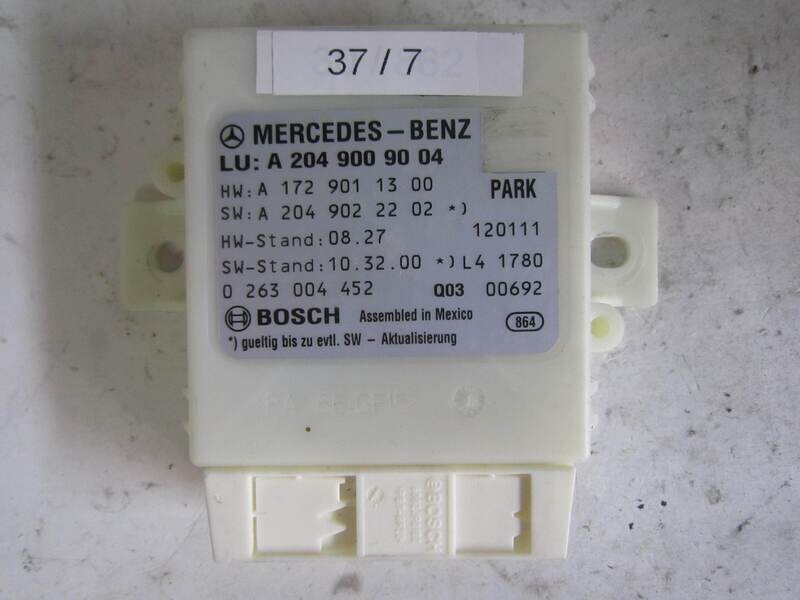 37 / 7
MERCEDES-BENZ
LU: A 204 900 90 04
HW: A 172 901 13 00
PARK
SW: A 204 902 22 02 *)
HW-Stand: 08.27
120111
SW-Stand: 10.32.00 *) L4 1780
0 263 004 452 Q03 00692
BOSCH Assembled in Mexico
864
*) gueltig bis zu evtl. SW - Aktualisierung
BOSCH